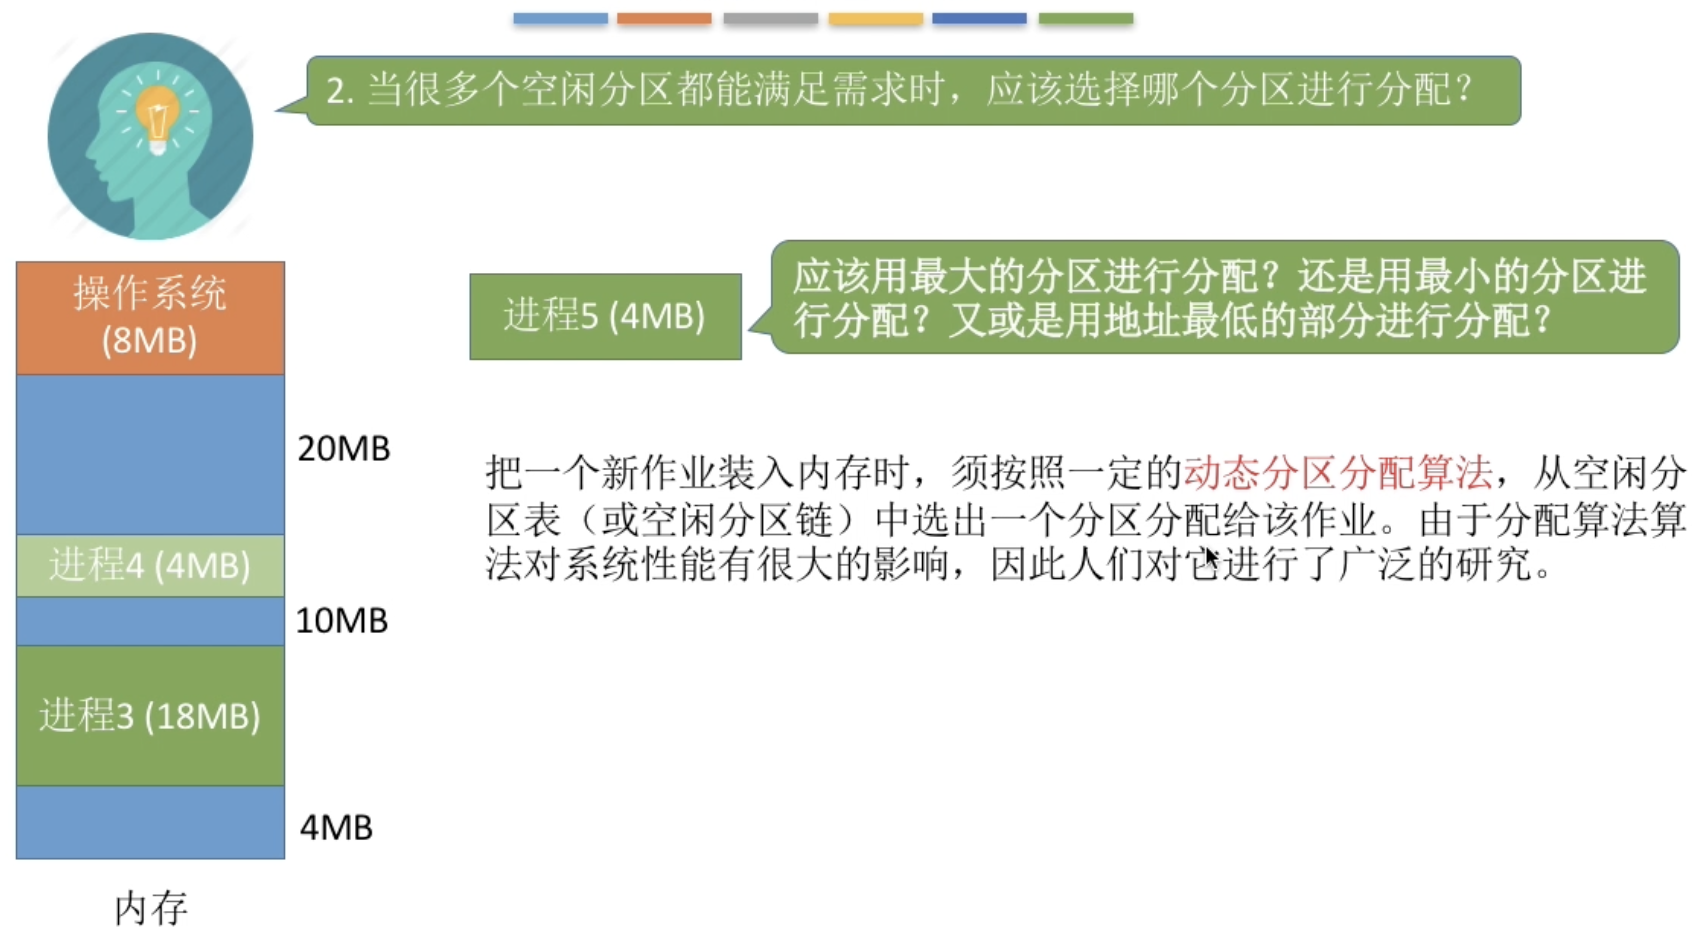 2. 当很多个空闲分区都能满足需求时，应该选择哪个分区进行分配？
操作系统
(8MB)
20MB
进程4 (4MB)
10MB
进程3 (18MB)
4MB
内存
进程5 (4MB)
应该用最大的分区进行分配？还是用最小的分区进
行分配？又或是用地址最低的部分进行分配？
把一个新作业装入内存时，须按照一定的动态分区分配算法，从空闲分
区表（或空闲分区链）中选出一个分区分配给该作业。由于分配算法算
法对系统性能有很大的影响，因此人们对它进行了广泛的研究。